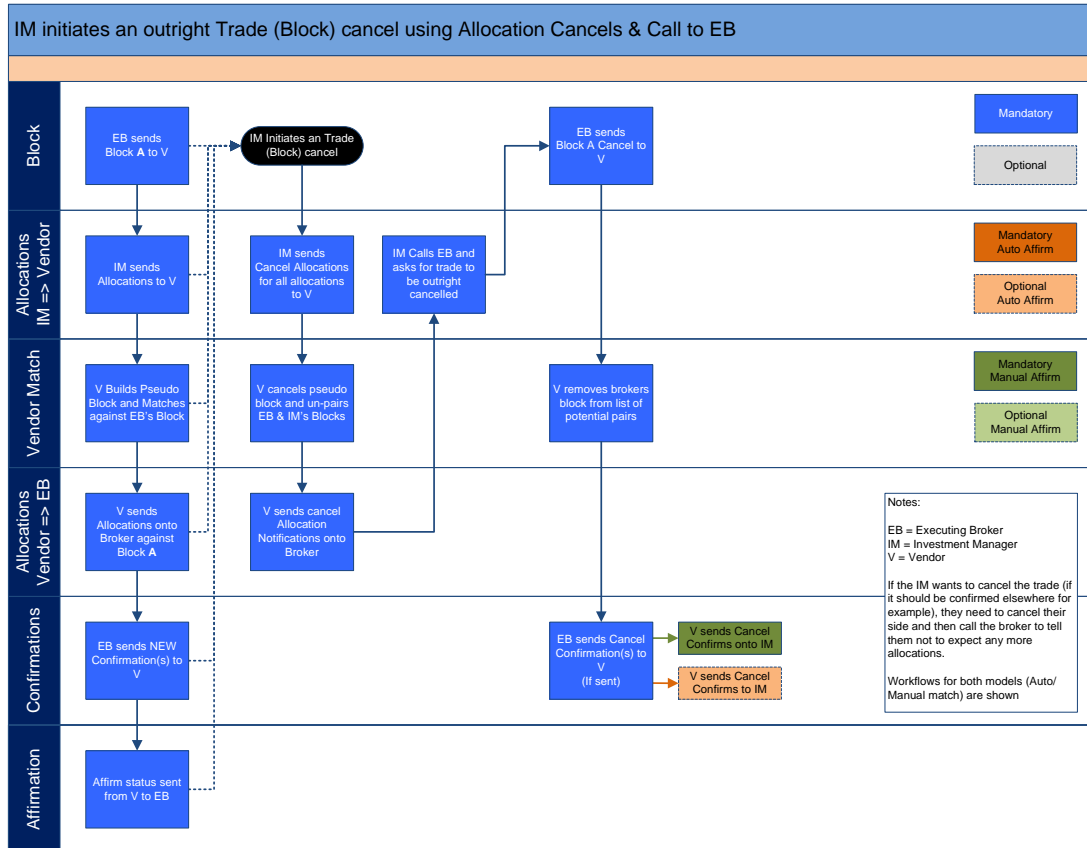 IM initiates an outright Trade (Block) cancel using Allocation Cancels & Call to EB
Block
EB sends
Block A to V
IM Initiates an Trade
(Block) cancel
EB sends
Block A Cancel to
V
Mandatory
Optional
Allocations
IM => Vendor
IM sends
Allocations to V
IM sends
Cancel Allocations
for all allocations
to V
IM Calls EB and
asks for trade to
be outright
cancelled
Mandatory
Auto Affirm
Optional
Auto Affirm
Vendor Match
V Builds Pseudo
Block and Matches
against EB's Block
V cancels pseudo
block and un-pairs
EB & IM's Blocks
V removes brokers
block from list of
potential pairs
Mandatory
Manual Affirm
Optional
Manual Affirm
Allocations
Vendor => EB
V sends
Allocations onto
Broker against
Block A
V sends cancel
Allocation
Notifications onto
Broker
Notes:
EB = Executing Broker
IM = Investment Manager
V = Vendor
If the IM wants to cancel the trade (if
it should be confirmed elsewhere for
example), they need to cancel their
side and then call the broker to tell
them not to expect any more
allocations.
Workflows for both models (Auto/
Manual match) are shown
Confirmations
EB sends NEW
Confirmation(s) to
V
EB sends Cancel
Confirmation(s) to
V
(If sent)
V sends Cancel
Confirms onto IM
V sends Cancel
Confirms to IM
Affirmation
Affirm status sent
from V to EB